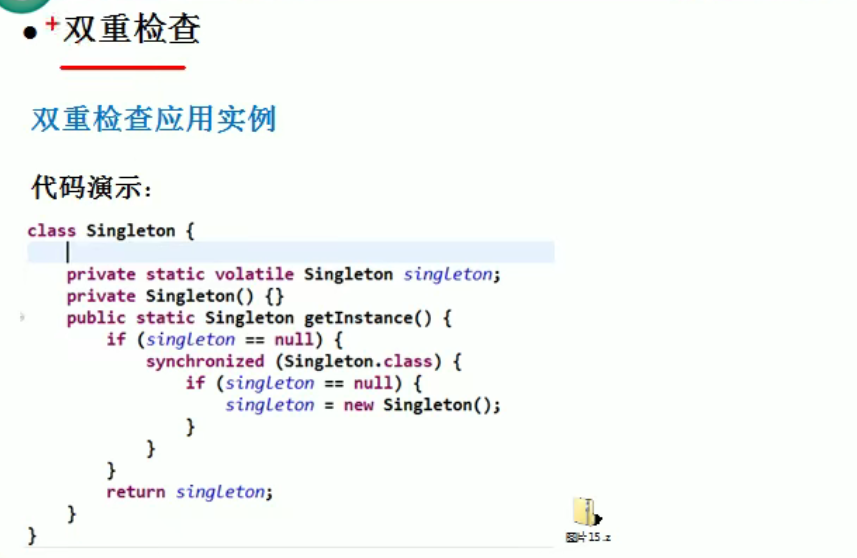 • +双重检查
双重检查应用实例
代码演示：
class Singleton {
private static volatile Singleton singleton;
private Singleton() {}
public static Singleton getInstance() {
if (singleton == null) {
synchronized (Singleton.class) {
if (singleton == null) {
singleton = new Singleton();
}
}
}
return singleton;
}
}
图片15.z